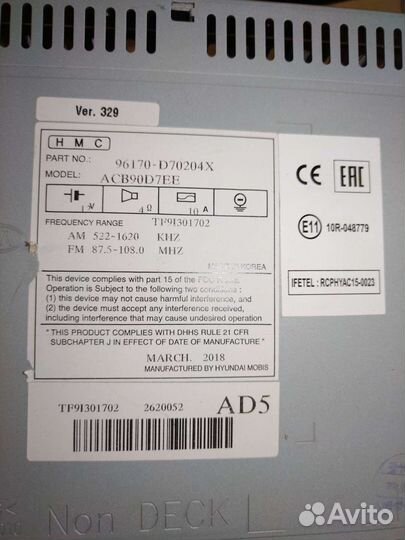 Ver. 329
HMC
PART NO.: 96170-D70204X
MODEL: ACB90D7EE
4Ω
10 A
TF9I301702
FREQUENCY RANGE
AM 522~1620 KHZ
FM 87.5~108.0 MHZ
KOREA
This device complies with part 15 of the
Operation is Subject to the following two conditions :
(1) this device may not cause harmful interference, and
(2) the device must accept any interference received,
including interference that may cause undesired operation
" THIS PRODUCT COMPLIES WITH DHHS RULE 21 CFR
SUBCHAPTER J IN EFFECT OF DATE OF MANUFACTURE "
MARCH. 2018
MANUFACTURED BY HYUNDAI MOBIS
TF9I301702 2620052 AD5
CE EAC
E11 10R-048779
IFETEL : RCPHYAC15-0023
Non DECK
Avito